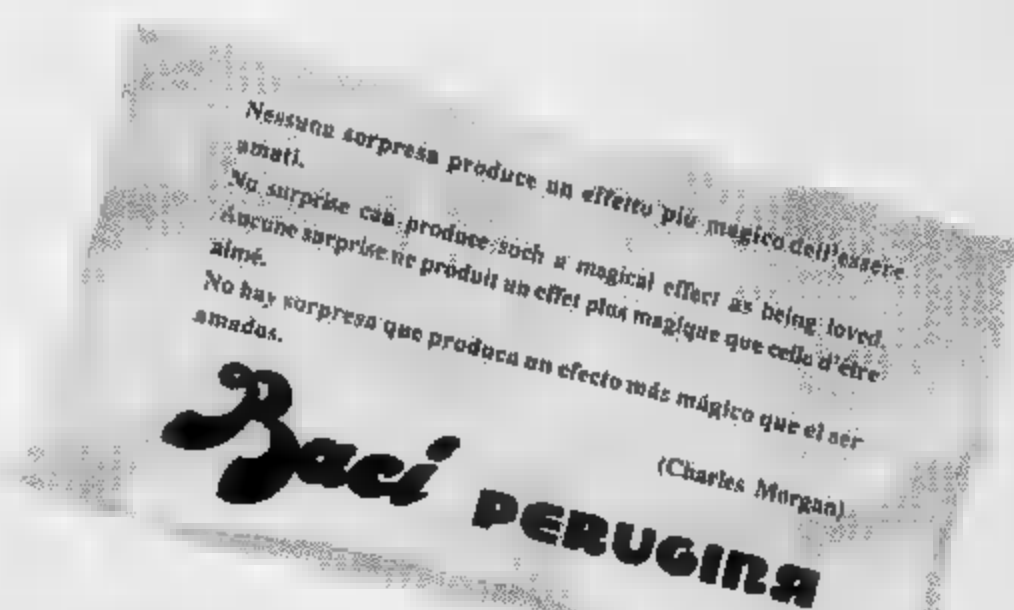 Nessuna sorpresa produce un effetto più magico dell'essere
amati.
No surprise can produce such a magical effect as being loved.
Aucune surprise ne produit un effet plus magique que celle d'être
aimé.
No hay sorpresa que produca un efecto más mágico que el ser
amados.
(Charles Morgan)
Baci PERUGINA